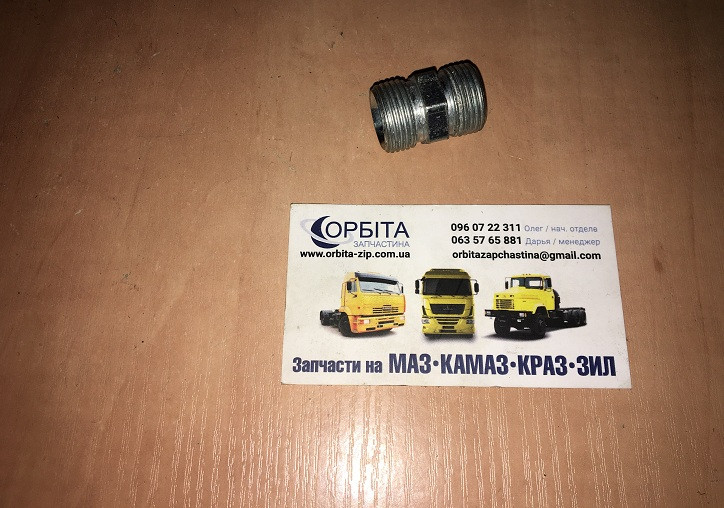 ОРБІТА
ЗАПЧАСТИНА
www.orbita-zip.com.ua
096 07 22 311 Олег / нач. отделв
063 57 65 881 Дарья / менеджер
orbitazapchastina@gmail.com
Запчасти на МАЗ·КАМАЗ·КРАЗ·ЗИЛ